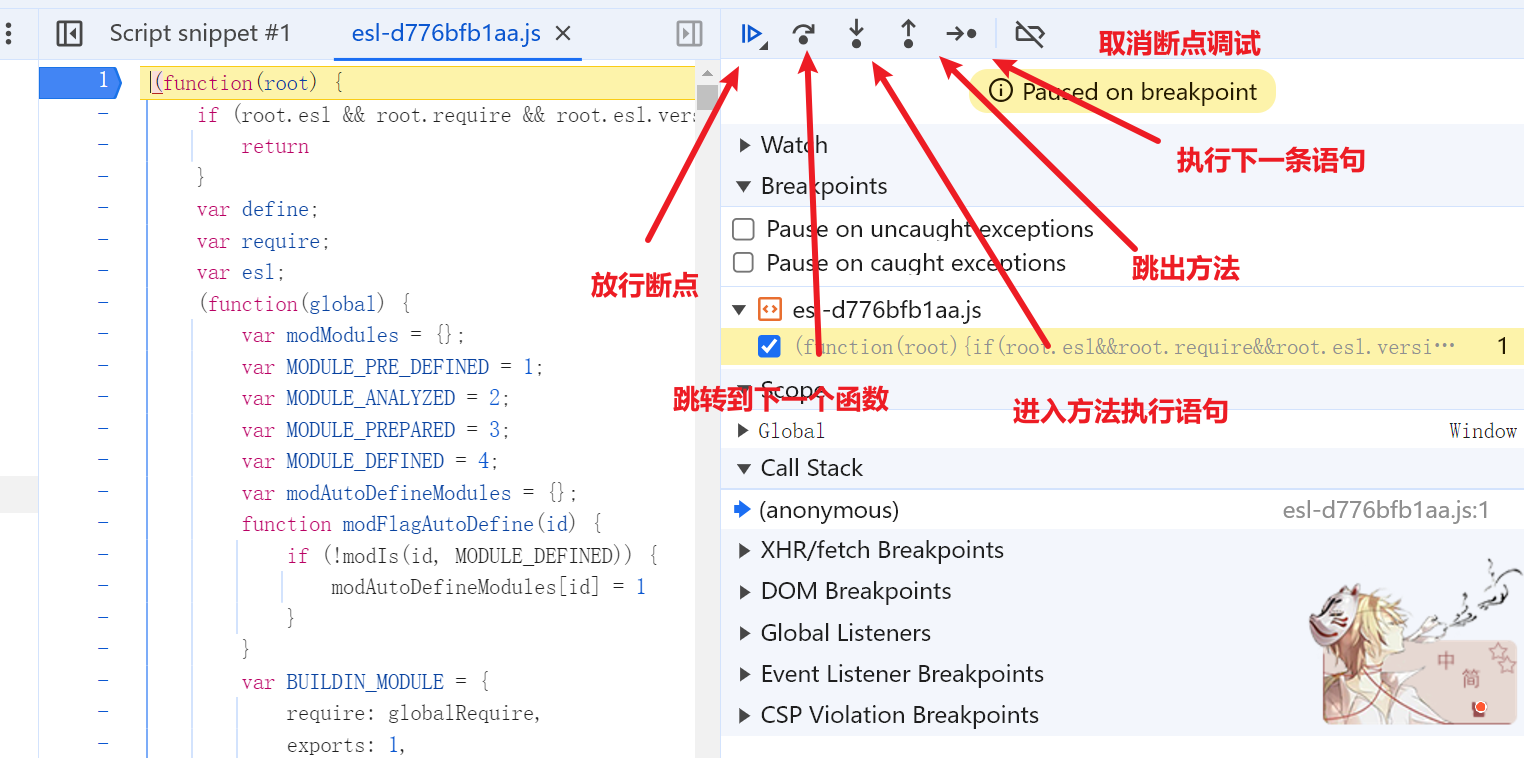 Script snippet #1
esl-d776bfb1aa.js
取消断点调试
Paused on breakpoint
1
(function(root) {
if (root.esl && root.require && root.esl.vers
return
}
var define;
var require;
var esl;
(function(global) {
var modModules = {};
var MODULE_PRE_DEFINED = 1;
var MODULE_ANALYZED = 2;
var MODULE_PREPARED = 3;
var MODULE_DEFINED = 4;
var modAutoDefineModules = {};
function modFlagAutoDefine(id) {
if (!modIs(id, MODULE_DEFINED)) {
modAutoDefineModules[id] = 1
}
}
var BUILDIN_MODULE = {
require: globalRequire,
exports: 1,
Watch
执行下一条语句
Breakpoints
Pause on uncaught exceptions
Pause on caught exceptions
跳出方法
放行断点
esl-d776bfb1aa.js
(function(root){if(root.esl&&root.require&&root.esl.versi…
1
Scope
跳转到下一个函数
进入方法执行语句
Global
Window
Call Stack
(anonymous)
esl-d776bfb1aa.js:1
XHR/fetch Breakpoints
DOM Breakpoints
Global Listeners
Event Listener Breakpoints
CSP Violation Breakpoints
中
简